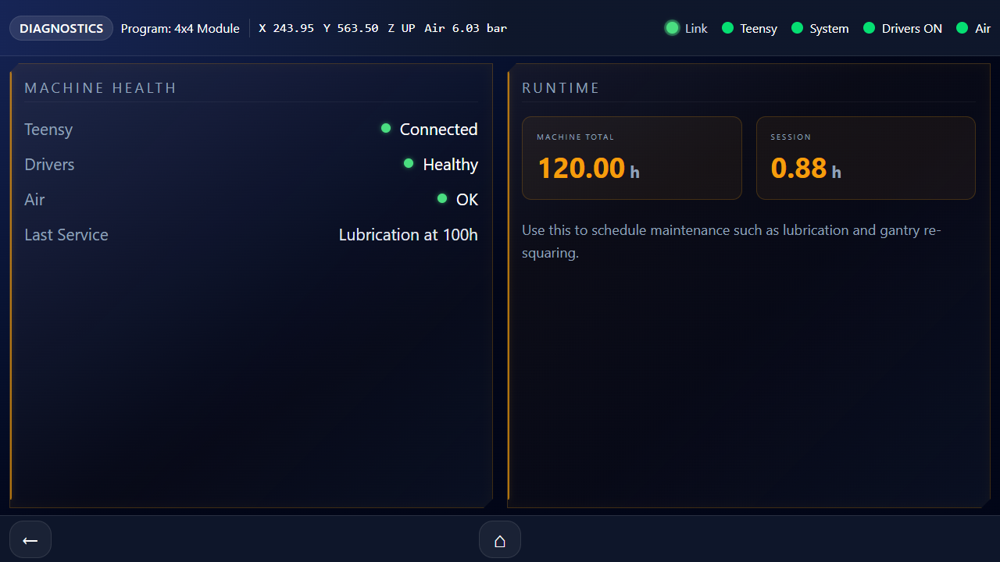 DIAGNOSTICS Program: 4x4 Module X 243.95 Y 563.50 Z UP Air 6.03 bar Link Teensy System Drivers ON Air
MACHINE HEALTH
Teensy Connected
Drivers Healthy
Air OK
Last Service Lubrication at 100h
RUNTIME
MACHINE TOTAL
120.00 h
SESSION
0.88 h
Use this to schedule maintenance such as lubrication and gantry re-
squaring.